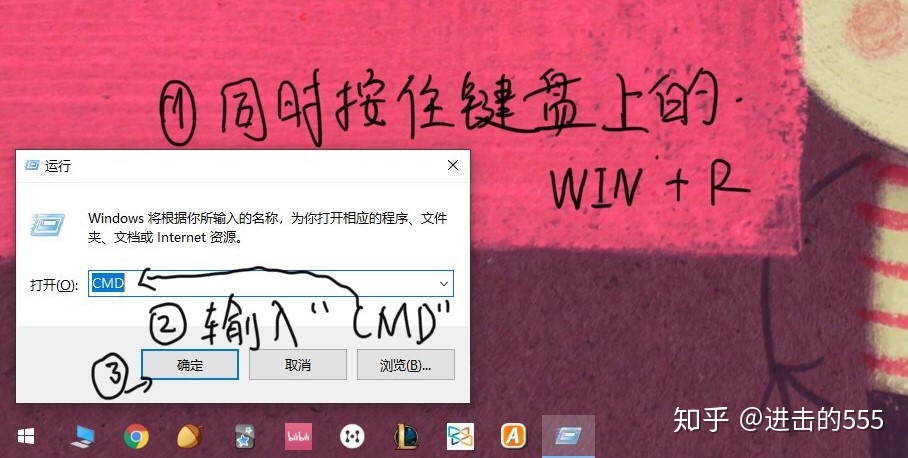 ①同时按住键盘上的
WIN + R
运行
Windows 将根据你所输入的名称，为你打开相应的程序、文件
夹、文档或 Internet 资源。
打开(O): CMD
②输入“CMD”
③ 确定 取消 浏览(B)...
bilibili
知乎 @进击的555